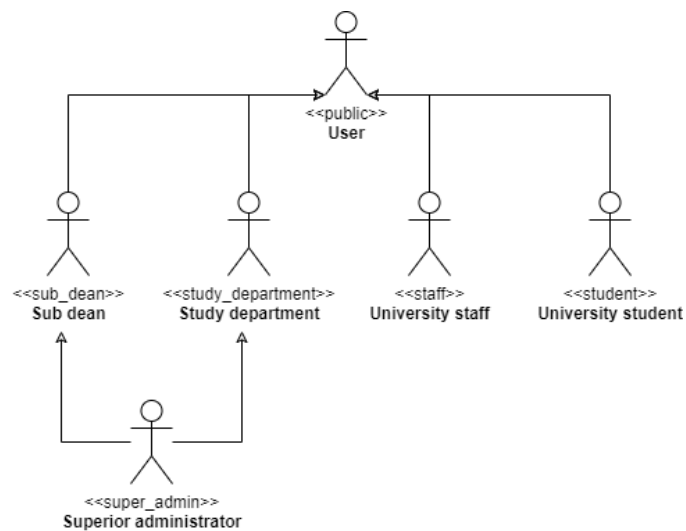 <<public>>
User
<<sub_dean>>
Sub dean
<<study_department>>
Study department
<<staff>>
University staff
<<student>>
University student
<<super_admin>>
Superior administrator